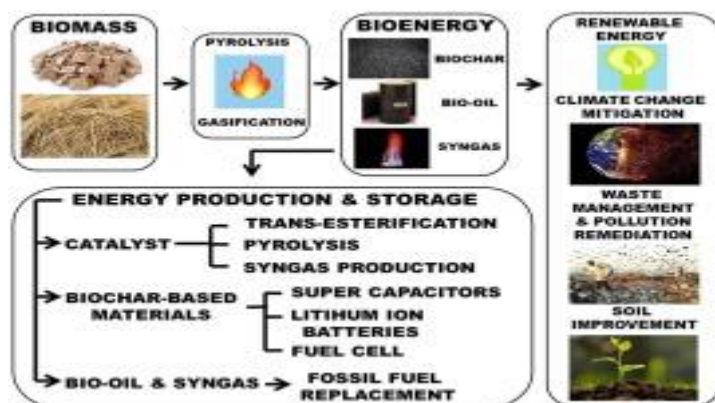 BIOMASS
PYROLYSIS
GASIFICATION
BIOENERGY
BIOCHAR
BIO-OIL
SYNGAS
RENEWABLE
ENERGY
CLIMATE CHANGE
MITIGATION
WASTE
MANAGEMENT
& POLLUTION
REMEDIATION
SOIL
IMPROVEMENT
ENERGY PRODUCTION & STORAGE
CATALYST
TRANS-ESTERIFICATION
PYROLYSIS
SYNGAS PRODUCTION
BIOCHAR-BASED
MATERIALS
SUPER CAPACITORS
LITIHUM ION
BATTERIES
FUEL CELL
BIO-OIL & SYNGAS
FOSSIL FUEL
REPLACEMENT